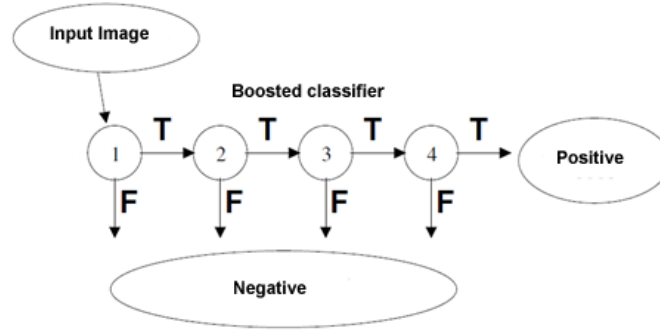 Input Image
Boosted classifier
T T T T
1 2 3 4
Positive
F F F F
Negative